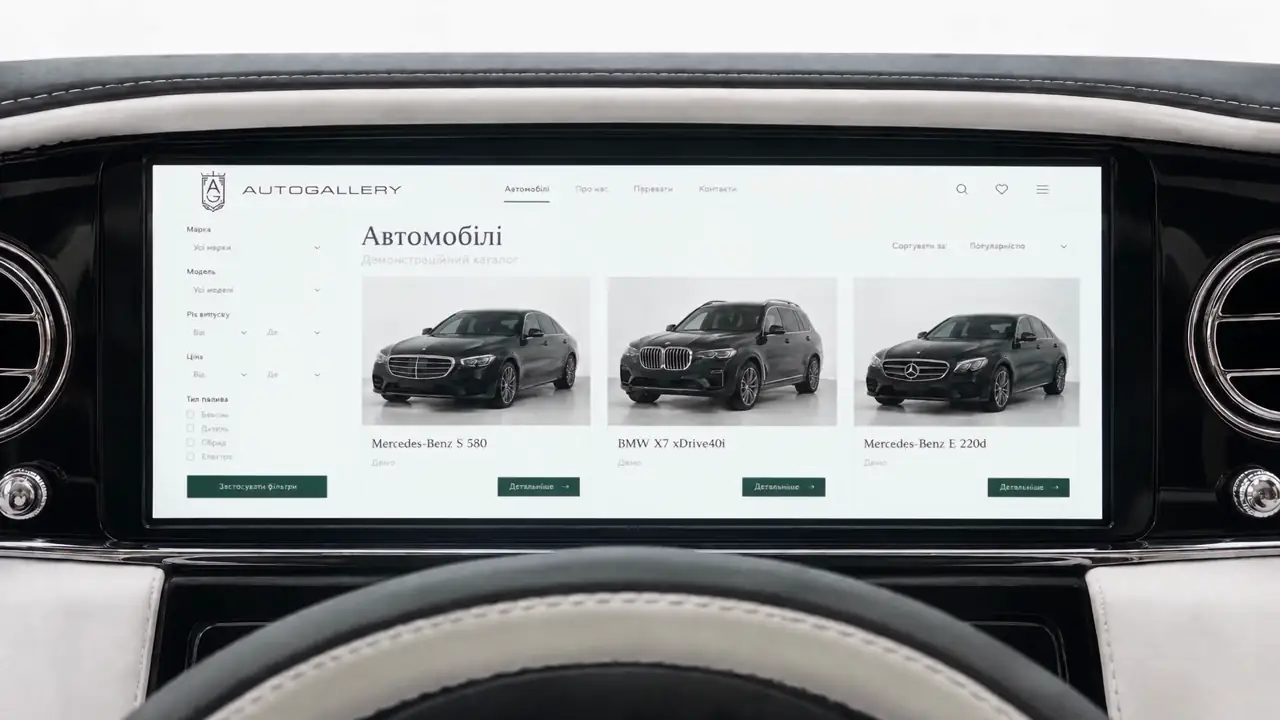 AG
AUTOGALLERY
Автомобілі
Про нас
Переваги
Контакти
Марка
Усі марки
Модель
Усі моделі
Рік випуску
Від
До
Ціна
Від
До
Тип палива
Бензин
Дизель
Гібрид
Електро
Застосувати фільтри
Автомобілі
Демонстраційний каталог
Сортувати за:
Популярністю
Mercedes-Benz S 580
Демо
Детальніше →
BMW X7 xDrive40i
Демо
Детальніше →
Mercedes-Benz E 220d
Демо
Детальніше →